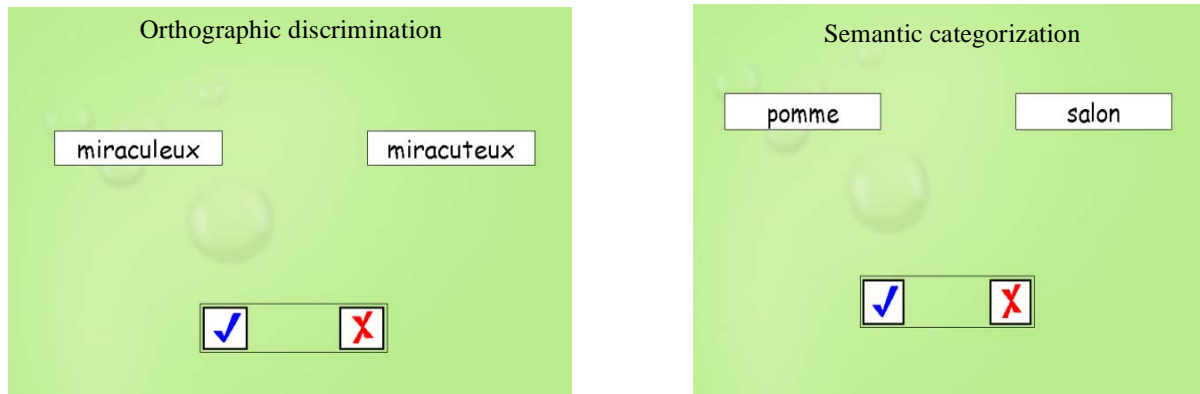 Orthographic discrimination
miraculeux
miracuteux
Semantic categorization
pomme
salon